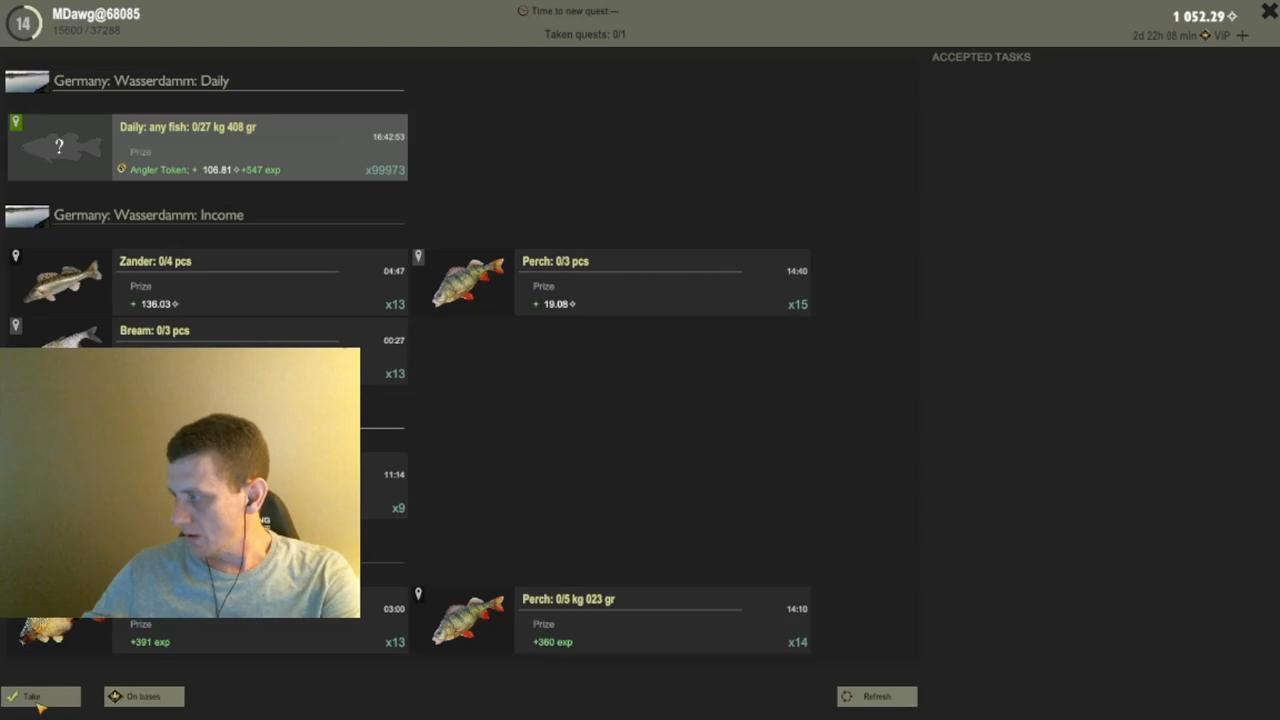 14
MDawg@68085
15600 / 37288
Time to new quest:—
Taken quests: 0/1
1 052.29
2d 22h 08 min VIP +
Germany: Wasserdamm: Daily
ACCEPTED TASKS
?
Daily: any fish: 0/27 kg 408 gr
16:42:53
Prize
Angler Token; + 106.81 +547 exp
x99973
Germany: Wasserdamm: Income
Zander: 0/4 pcs
04:47
Prize
+ 136.03
x13
Perch: 0/3 pcs
14:40
Prize
+ 19.08
x15
Bream: 0/3 pcs
00:27
x13
11:14
x9
03:00
Prize
+391 exp
x13
Perch: 0/5 kg 023 gr
14:10
Prize
+360 exp
x14
Take
On bases
Refresh